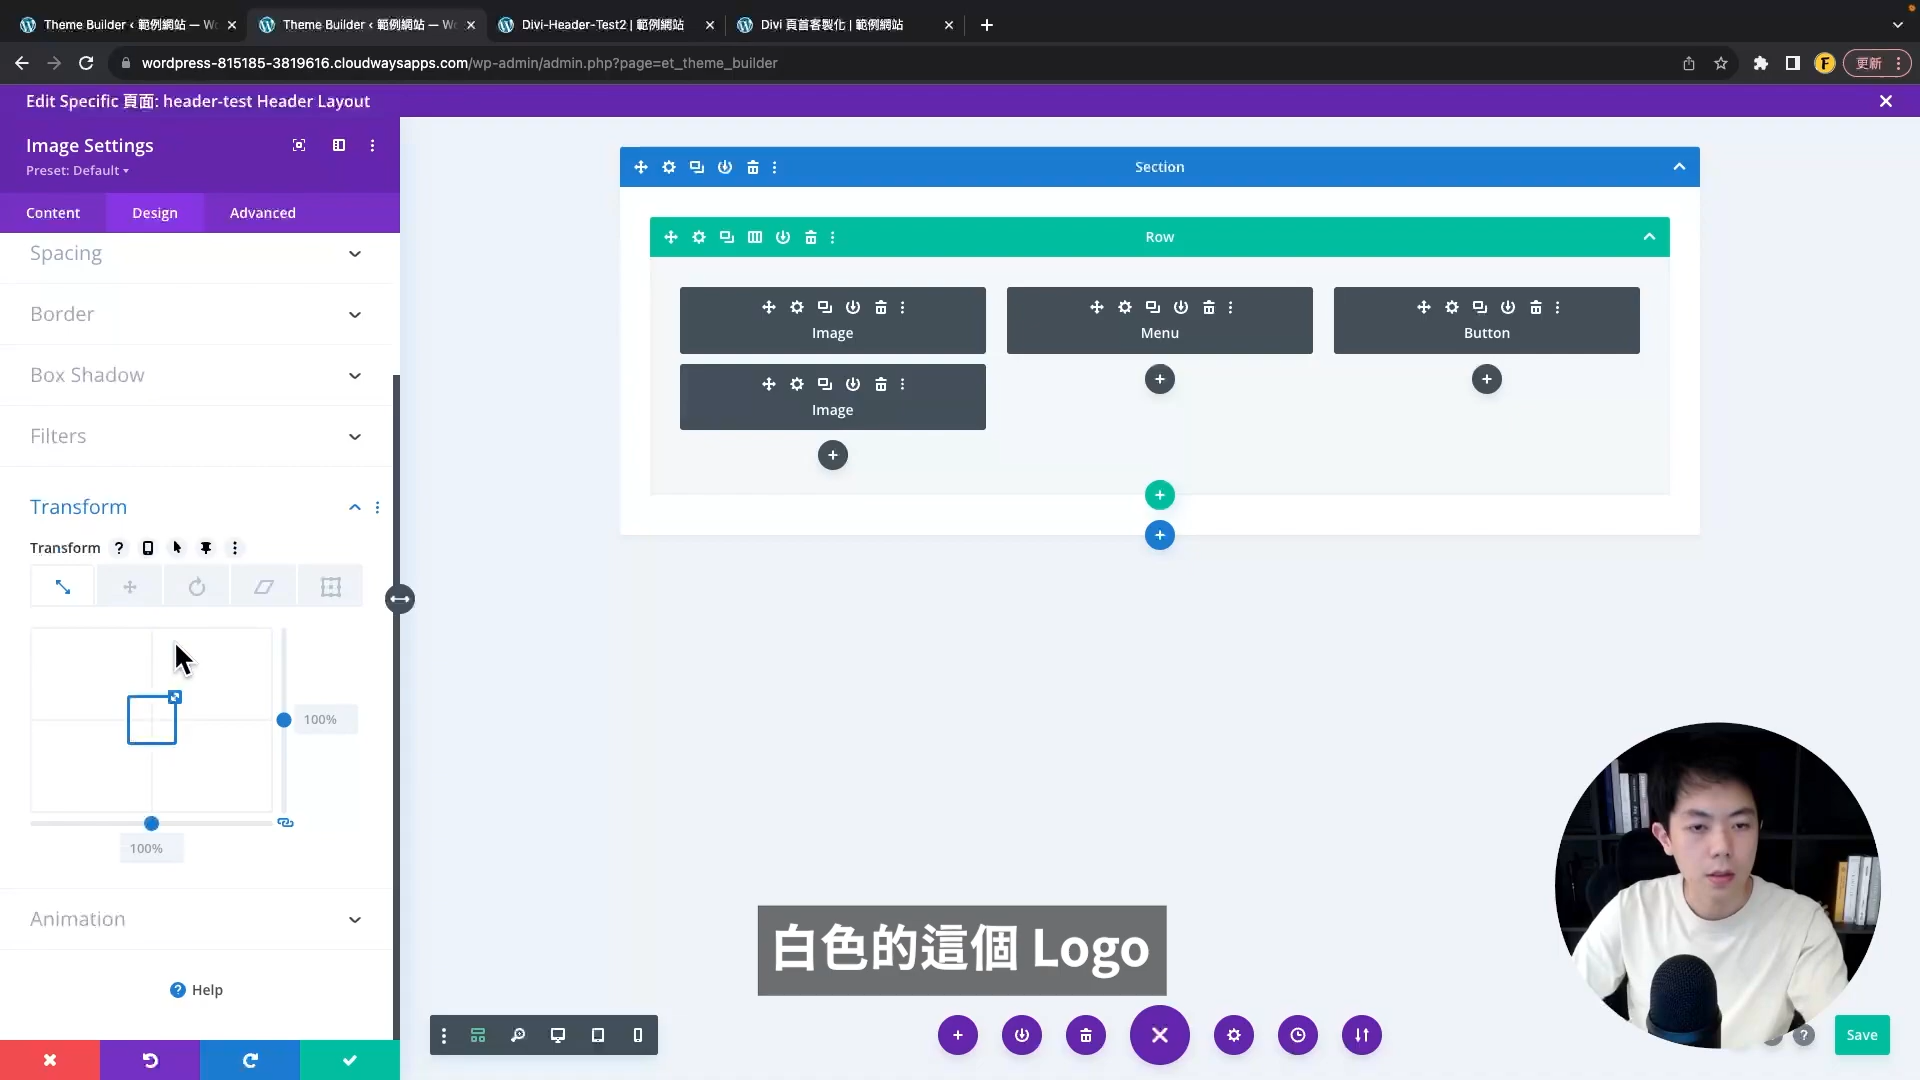 Theme Builder ‹ 範例網站 — Wo
Theme Builder ‹ 範例網站 — Wo
Divi-Header-Test2 | 範例網站
Divi 頁首客製化 | 範例網站
wordpress-815185-3819616.cloudwaysapps.com/wp-admin/admin.php?page=et_theme_builder
F
更新
Edit Specific 頁面: header-test Header Layout
Image Settings
Preset: Default
Content
Design
Advanced
Spacing
Border
Box Shadow
Filters
Transform
Transform
100%
100%
Animation
Help
Section
Row
Image
Menu
Button
Image
白色的這個 Logo
Save